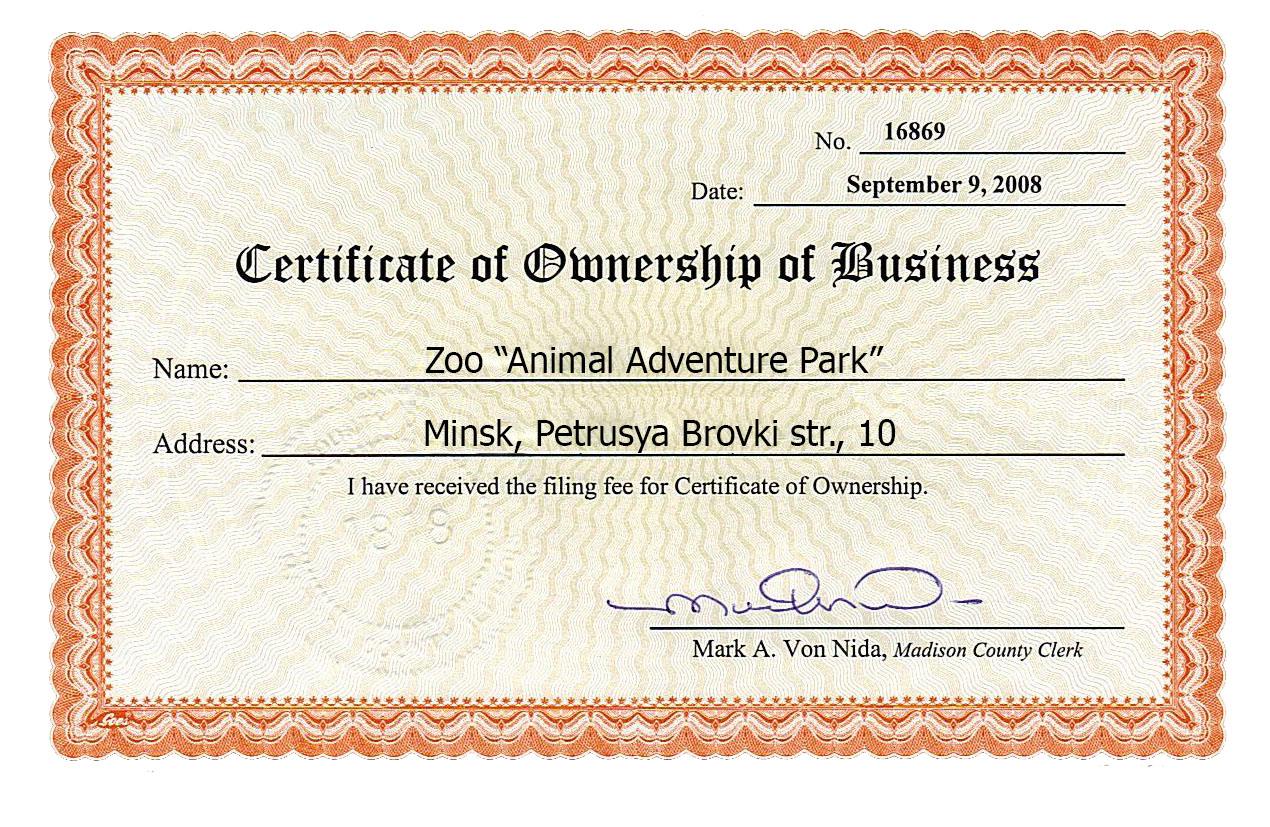 No. 16869
Date: September 9, 2008
Certificate of Ownership of Business
Name: Zoo “Animal Adventure Park”
Address: Minsk, Petrusya Brovki str., 10
I have received the filing fee for Certificate of Ownership.
Mark A. Von Nida, Madison County Clerk
Goes